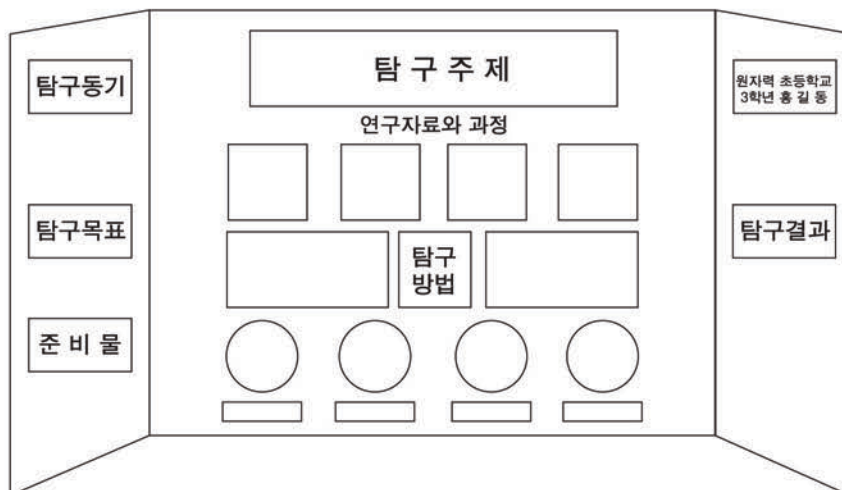 탐구동기
탐구목표
준 비 물
탐 구 주 제
연구자료와 과정
탐구
방법
원자력 초등학교
3학년 홍 길 동
탐구결과